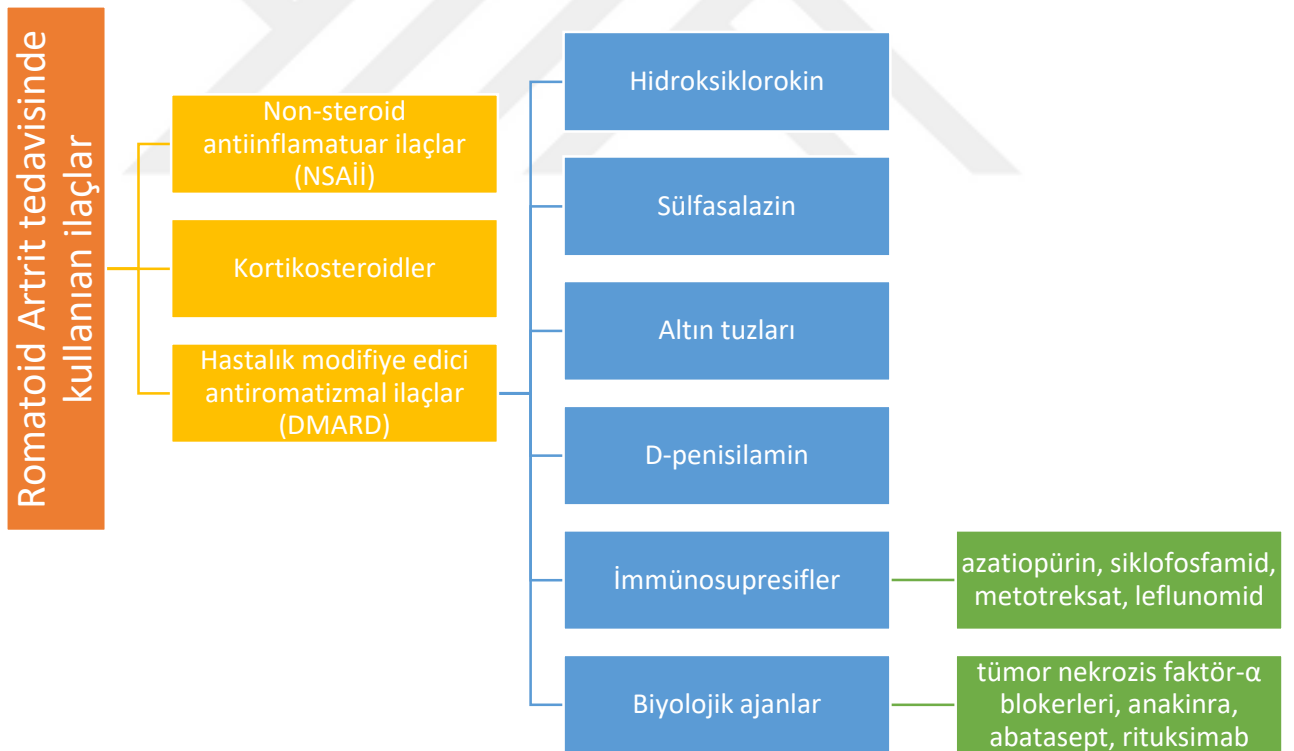 Romatoid Artrit tedavisinde
kullanıan ilaçlar
Non-steroid
antiinflamatuar ilaçlar
(NSAİİ)
Kortikosteroidler
Hastalık modifiye edici
antiromatizmal ilaçlar
(DMARD)
Hidroksiklorokin
Sülfasalazin
Altın tuzları
D-penisilamin
İmmünosupresifler
azatiopürin, siklofosfamid,
metotreksat, leflunomid
Biyolojik ajanlar
tümor nekrozis faktör-α
blokerleri, anakinra,
abatasept, rituksimab